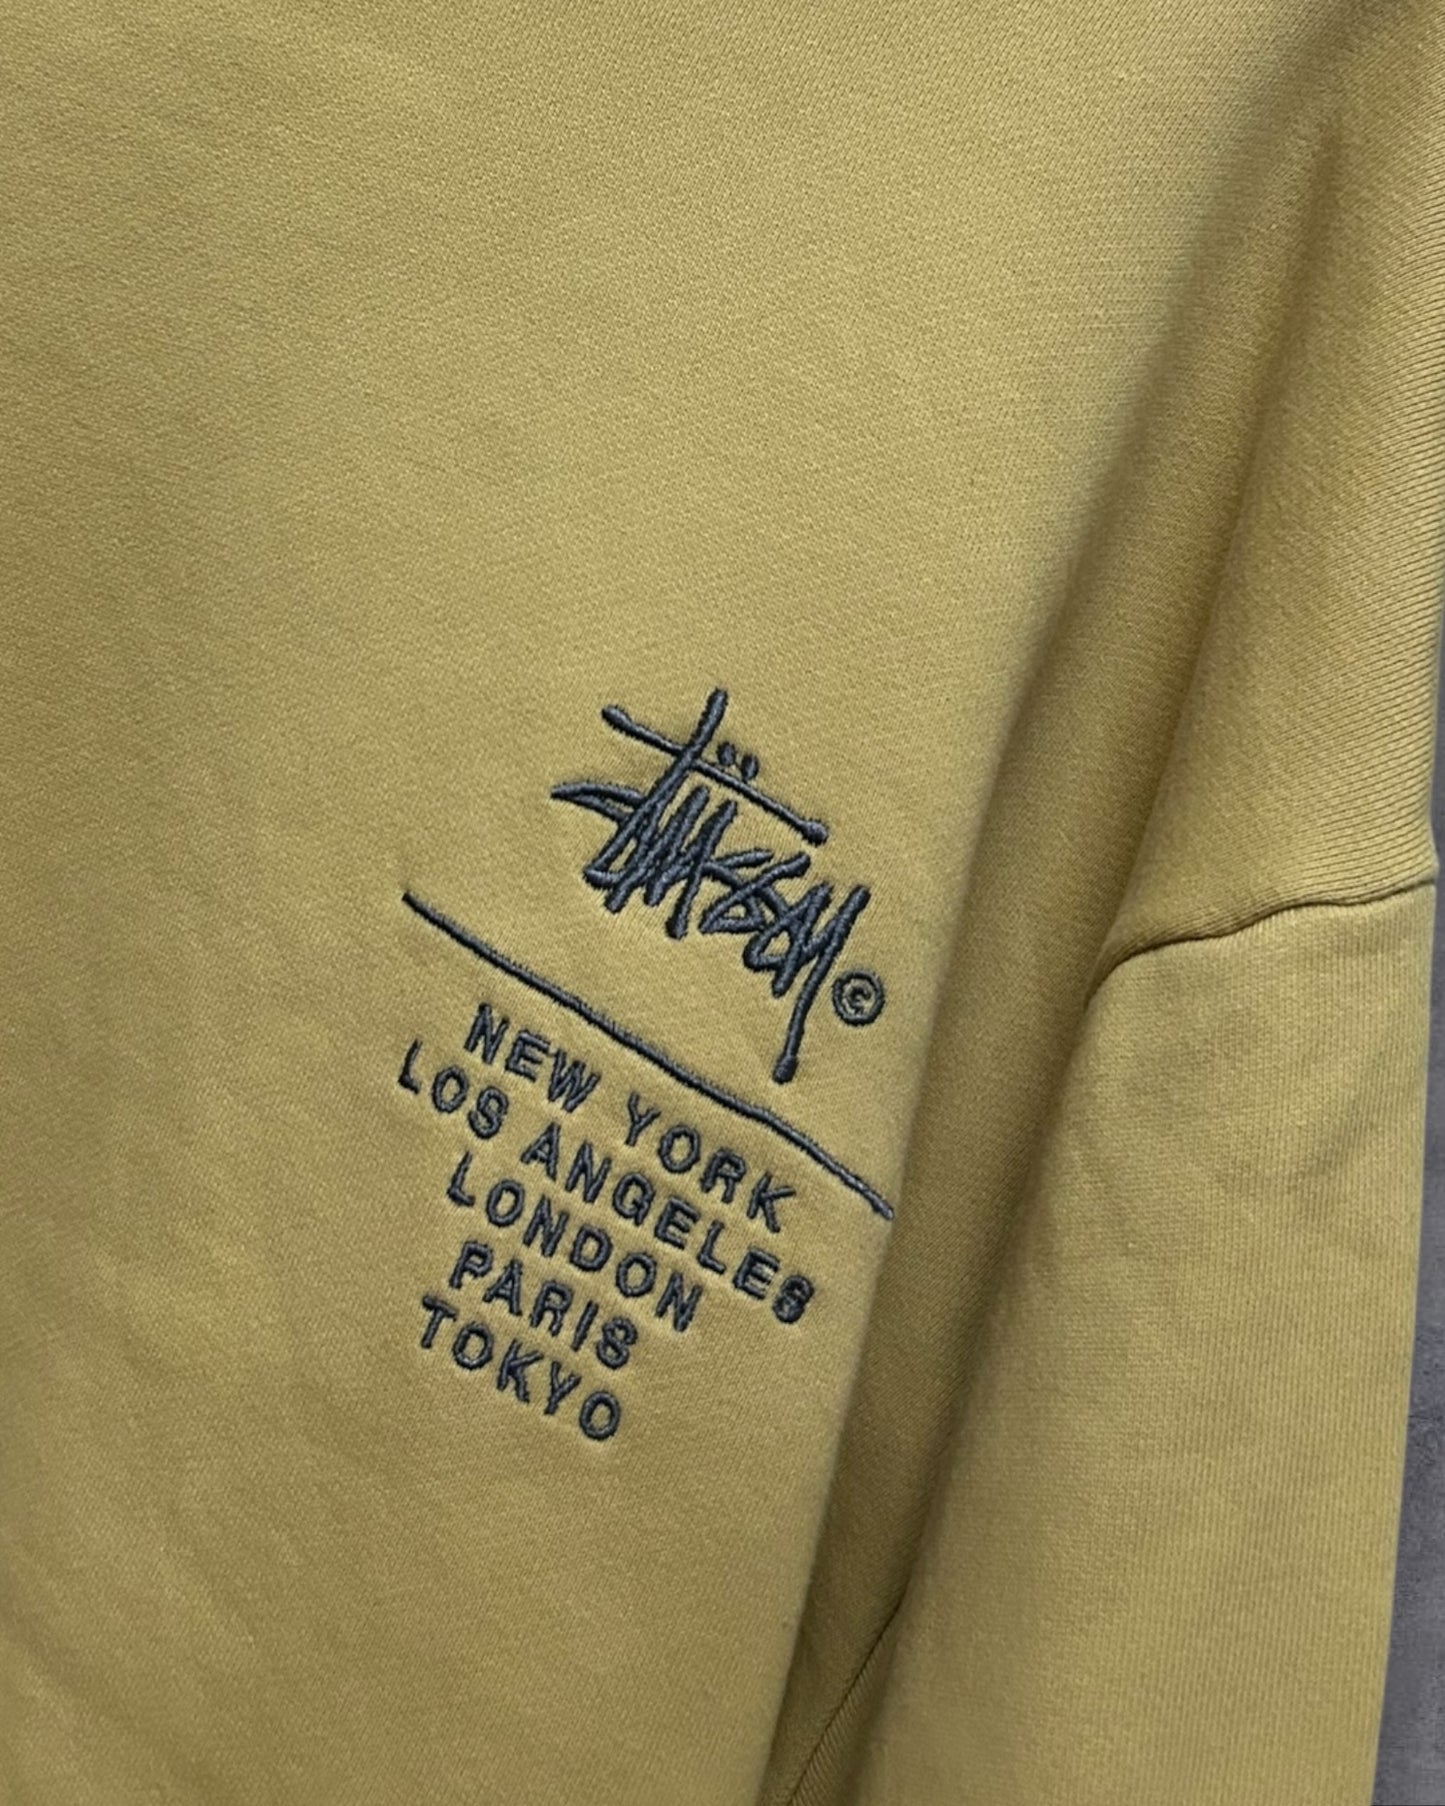 Stüssy ©
NEW YORK
LOS ANGELES
LONDON
PARIS
TOKYO